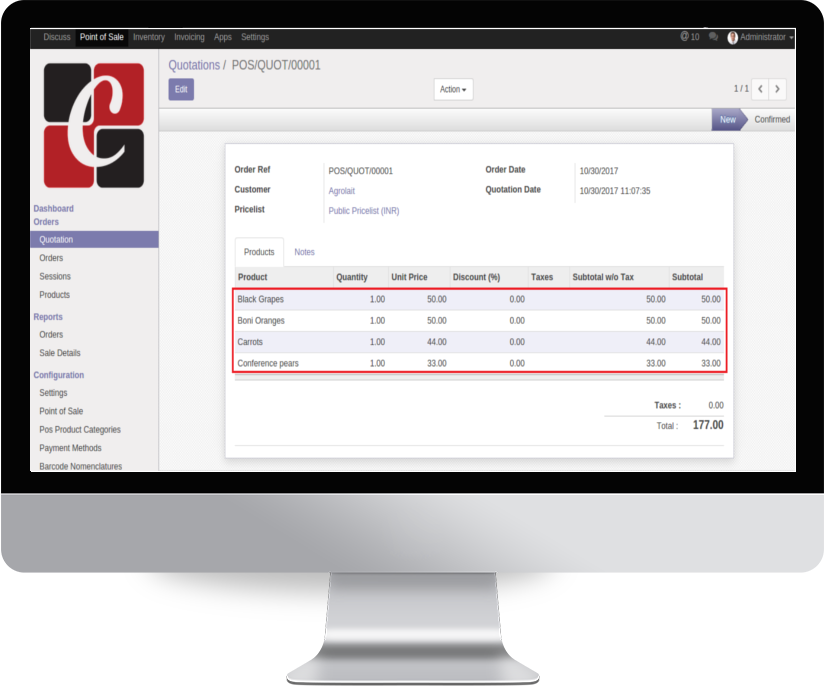 Discuss Point of Sale Inventory Invoicing Apps Settings @ 10 Administrator
Quotations / POS/QUOT/00001
Edit Action 1 / 1
New Confirmed
Dashboard
Orders
Quotation
Orders
Sessions
Products
Reports
Orders
Sale Details
Configuration
Settings
Point of Sale
Pos Product Categories
Payment Methods
Barcode Nomenclatures
Order Ref POS/QUOT/00001 Order Date 10/30/2017
Customer Agrolait Quotation Date 10/30/2017 11:07:35
Pricelist Public Pricelist (INR)
Products Notes
Product Quantity Unit Price Discount (%) Taxes Subtotal w/o Tax Subtotal
Black Grapes 1.00 50.00 0.00 50.00 50.00
Boni Oranges 1.00 50.00 0.00 50.00 50.00
Carrots 1.00 44.00 0.00 44.00 44.00
Conference pears 1.00 33.00 0.00 33.00 33.00
Taxes : 0.00
Total : 177.00